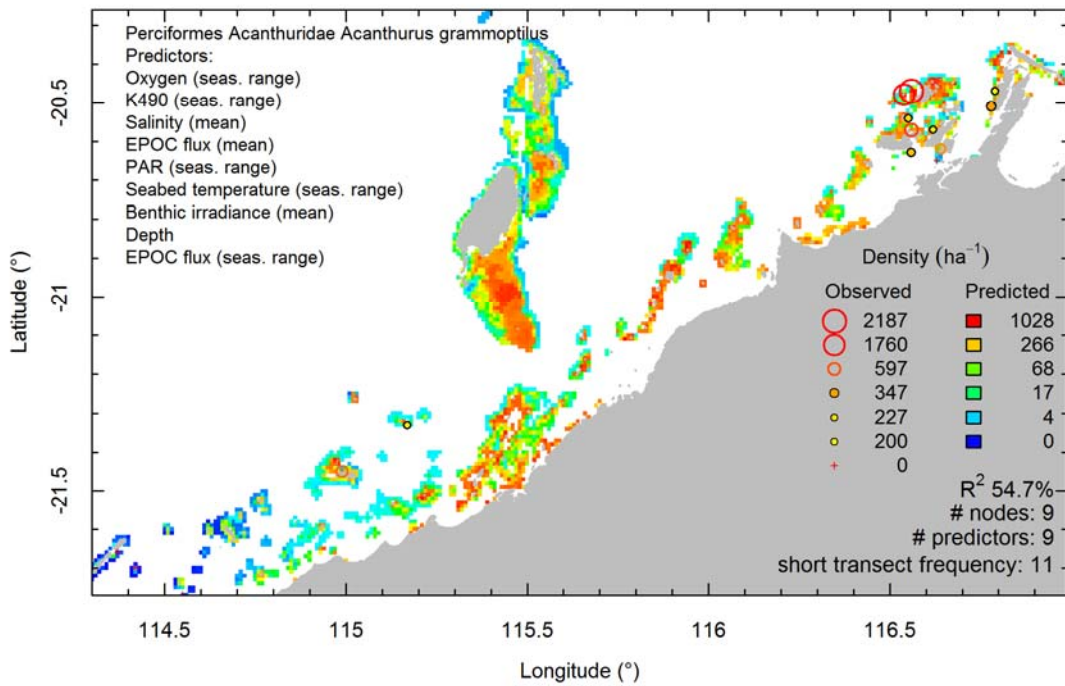 Perciformes Acanthuridae Acanthurus grammoptilus
Predictors:
Oxygen (seas. range)
K490 (seas. range)
Salinity (mean)
EPOC flux (mean)
PAR (seas. range)
Seabed temperature (seas. range)
Benthic irradiance (mean)
Depth
EPOC flux (seas. range)
Latitude (°)
-20.5
-21
-21.5
Density (ha⁻¹)
Observed Predicted
2187 1028
1760 266
597 68
347 17
227 4
200 0
0
R² 54.7%
# nodes: 9
# predictors: 9
short transect frequency: 11
114.5 115 115.5 116 116.5
Longitude (°)